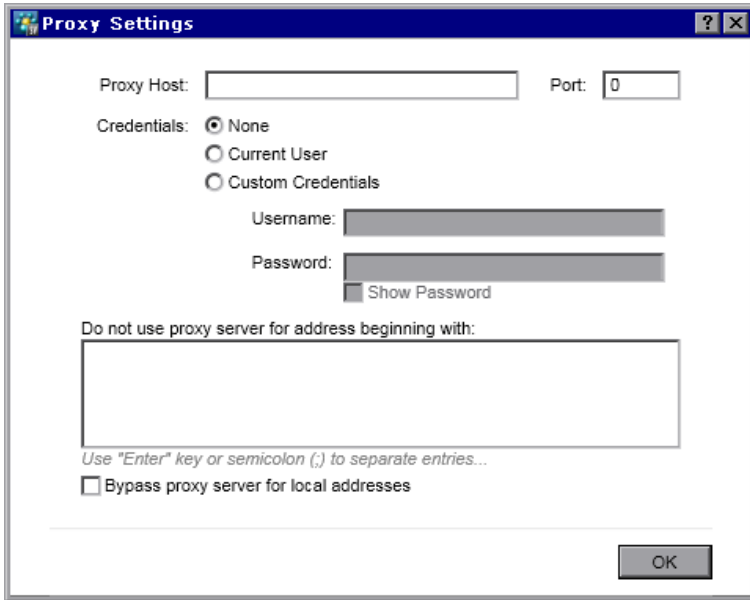 Proxy Settings
Proxy Host: Port: 0
Credentials: None
Current User
Custom Credentials
Username:
Password:
Show Password
Do not use proxy server for address beginning with:
Use "Enter" key or semicolon (;) to separate entries...
Bypass proxy server for local addresses
OK